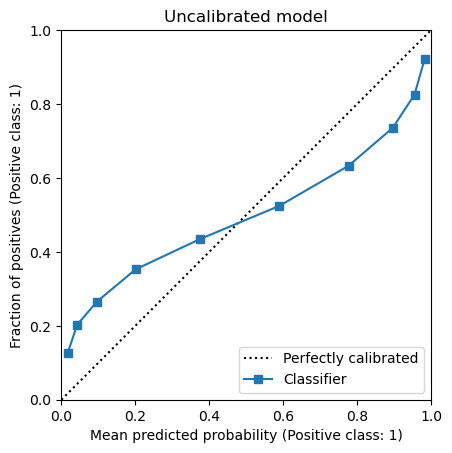 Uncalibrated model
1.0
0.8
0.6
0.4
0.2
0.0
Fraction of positives (Positive class: 1)
Perfectly calibrated
Classifier
0.0 0.2 0.4 0.6 0.8 1.0
Mean predicted probability (Positive class: 1)